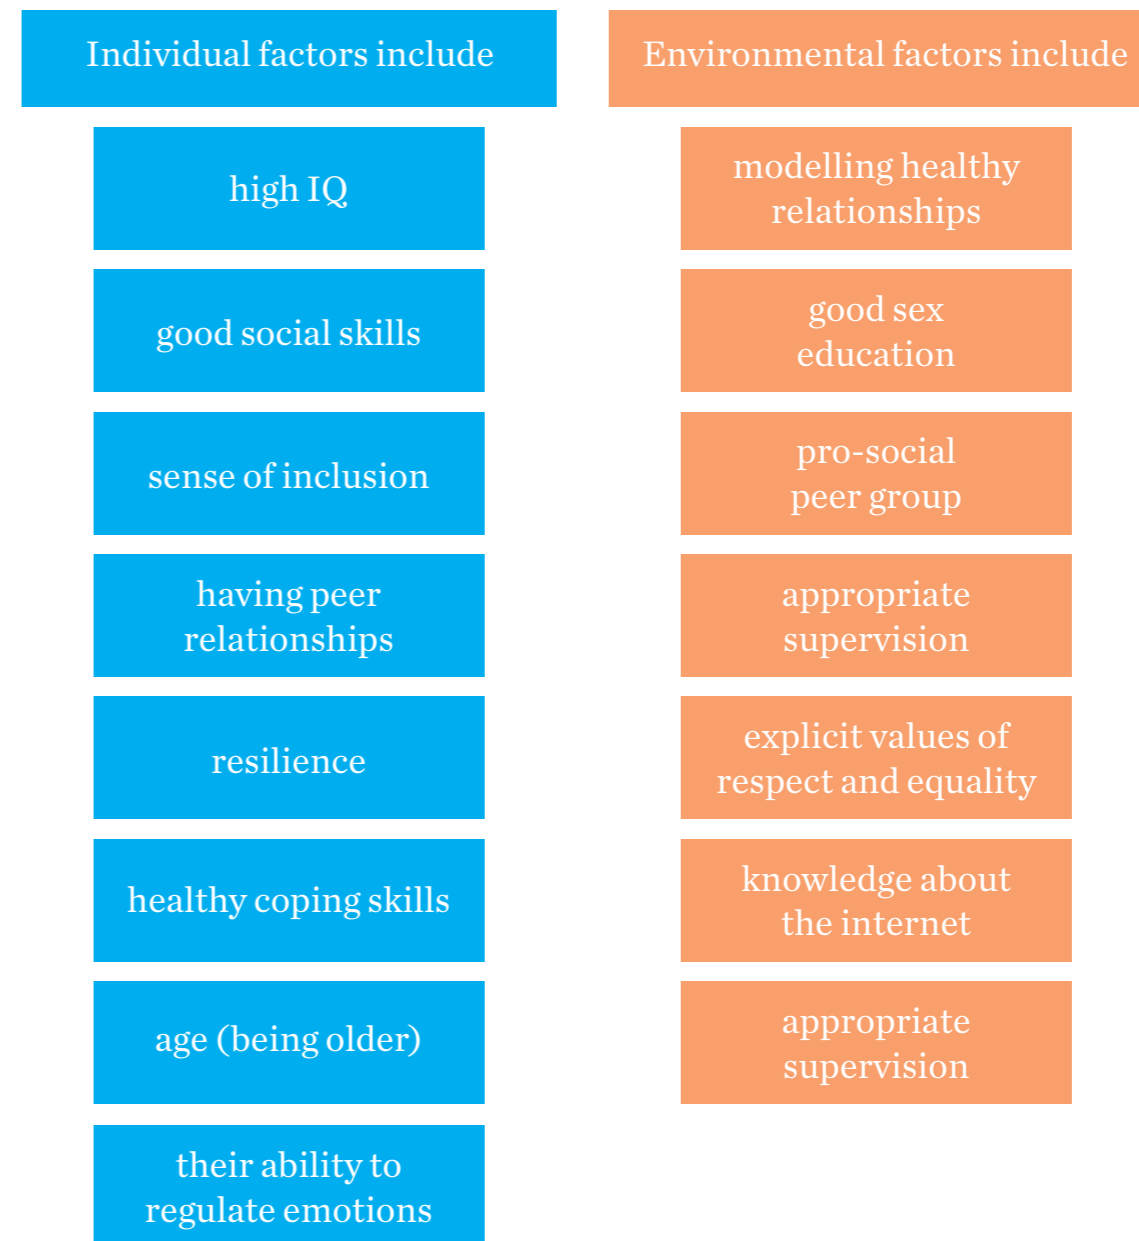 Individual factors include
high IQ
good social skills
sense of inclusion
having peer
relationships
resilience
healthy coping skills
age (being older)
their ability to
regulate emotions
Environmental factors include
modelling healthy
relationships
good sex
education
pro-social
peer group
appropriate
supervision
explicit values of
respect and equality
knowledge about
the internet
appropriate
supervision